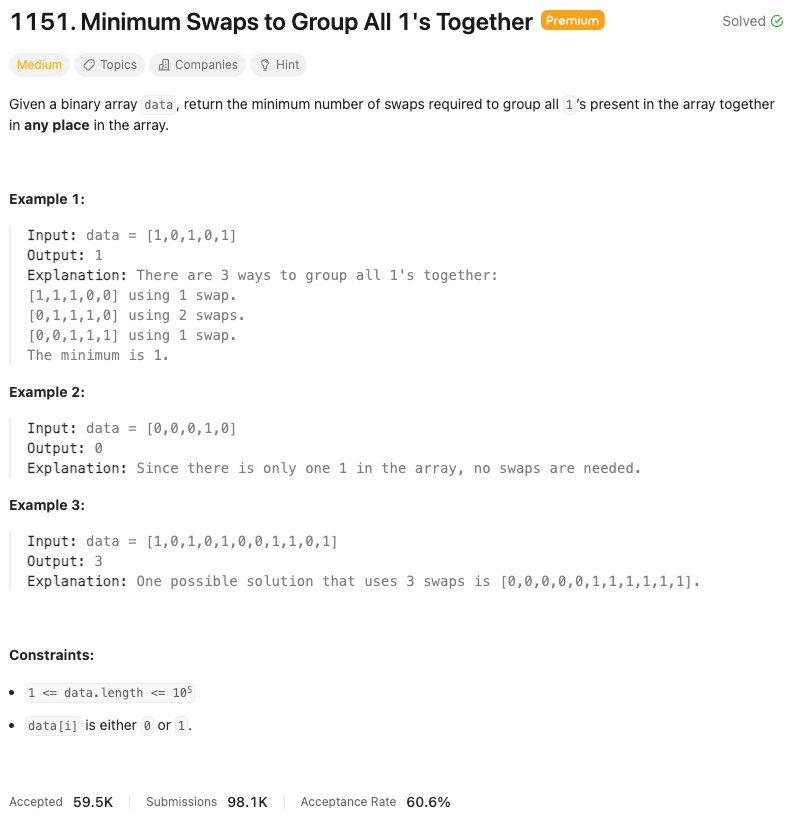 1151. Minimum Swaps to Group All 1's Together Premium Solved
Medium Topics Companies Hint
Given a binary array data, return the minimum number of swaps required to group all 1’s present in the array together
in any place in the array.
Example 1:
Input: data = [1,0,1,0,1]
Output: 1
Explanation: There are 3 ways to group all 1's together:
[1,1,1,0,0] using 1 swap.
[0,1,1,1,0] using 2 swaps.
[0,0,1,1,1] using 1 swap.
The minimum is 1.
Example 2:
Input: data = [0,0,0,1,0]
Output: 0
Explanation: Since there is only one 1 in the array, no swaps are needed.
Example 3:
Input: data = [1,0,1,0,1,0,0,1,1,0,1]
Output: 3
Explanation: One possible solution that uses 3 swaps is [0,0,0,0,0,1,1,1,1,1,1].
Constraints:
• 1 <= data.length <= 10⁵
• data[i] is either 0 or 1.
Accepted 59.5K Submissions 98.1K Acceptance Rate 60.6%